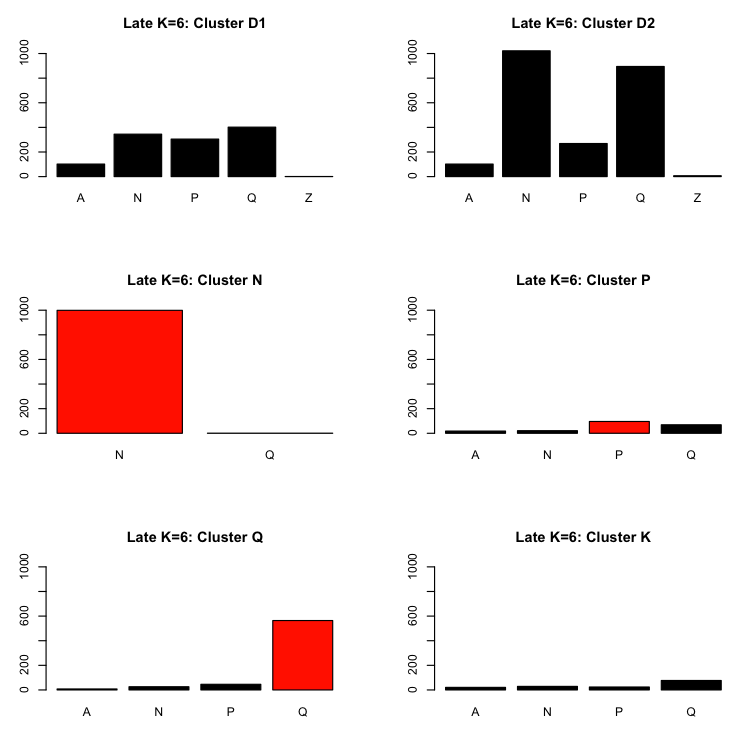 Late K=6: Cluster D1
0 200 600 1000
A N P Q Z
Late K=6: Cluster D2
0 200 600 1000
A N P Q Z
Late K=6: Cluster N
0 200 600 1000
N Q
Late K=6: Cluster P
0 200 600 1000
A N P Q
Late K=6: Cluster Q
0 200 600 1000
A N P Q
Late K=6: Cluster K
0 200 600 1000
A N P Q